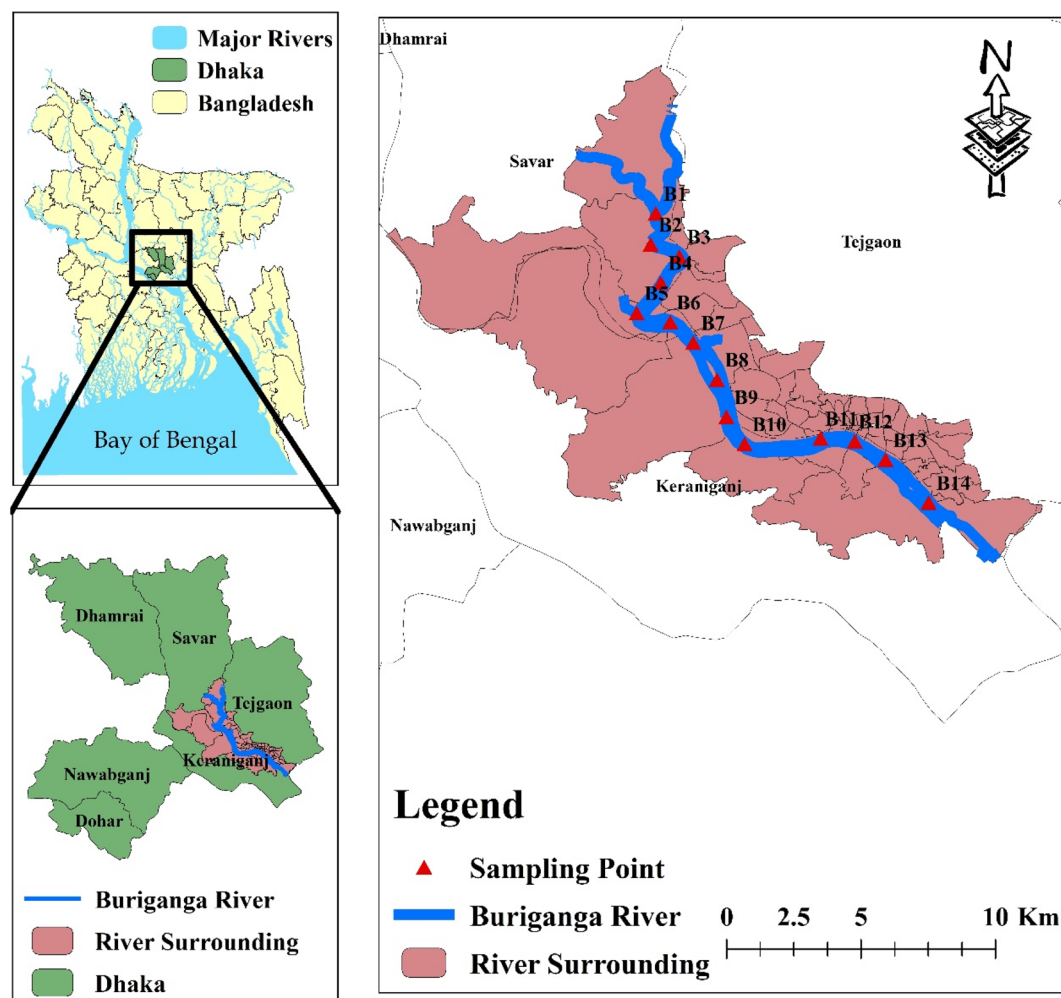 Major Rivers
Dhaka
Bangladesh
Bay of Bengal
Dhamrai
Savar
Tejgaon
Keraniganj
Nawabganj
Dohar
Buriganga River
River Surrounding
Dhaka
Dhamrai
N
Savar
B1
B2
B3
Tejgaon
B4
B5
B6
B7
B8
B9
B10
B11
B12
B13
Keraniganj
B14
Nawabganj
Legend
Sampling Point
Buriganga River
River Surrounding
0 2.5 5 10 Km